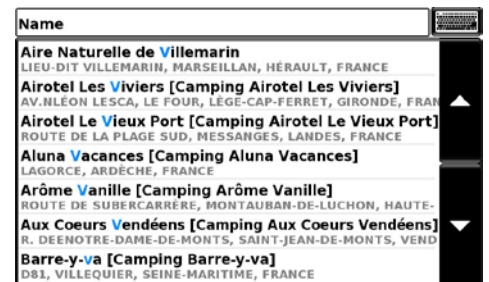 Name
Aire Naturelle de Villemarin
LIEU-DIT VILLEMARIN, MARSEILLAN, HÉRAULT, FRANCE
Airotel Les Viviers [Camping Airotel Les Viviers]
AV.NLÉON LESCA, LE FOUR, LÈGE-CAP-FERRET, GIRONDE, FRAN
Airotel Le Vieux Port [Camping Airotel Le Vieux Port]
ROUTE DE LA PLAGE SUD, MESSANGES, LANDES, FRANCE
Aluna Vacances [Camping Aluna Vacances]
LAGORCE, ARDÈCHE, FRANCE
Arôme Vanille [Camping Arôme Vanille]
ROUTE DE SUBERCARRÈRE, MONTAUBAN-DE-LUCHON, HAUTE-
Aux Coeurs Vendéens [Camping Aux Coeurs Vendéens]
R. DEENOTRE-DAME-DE-MONTS, SAINT-JEAN-DE-MONTS, VEND
Barre-y-va [Camping Barre-y-va]
D81, VILLEQUIER, SEINE-MARITIME, FRANCE